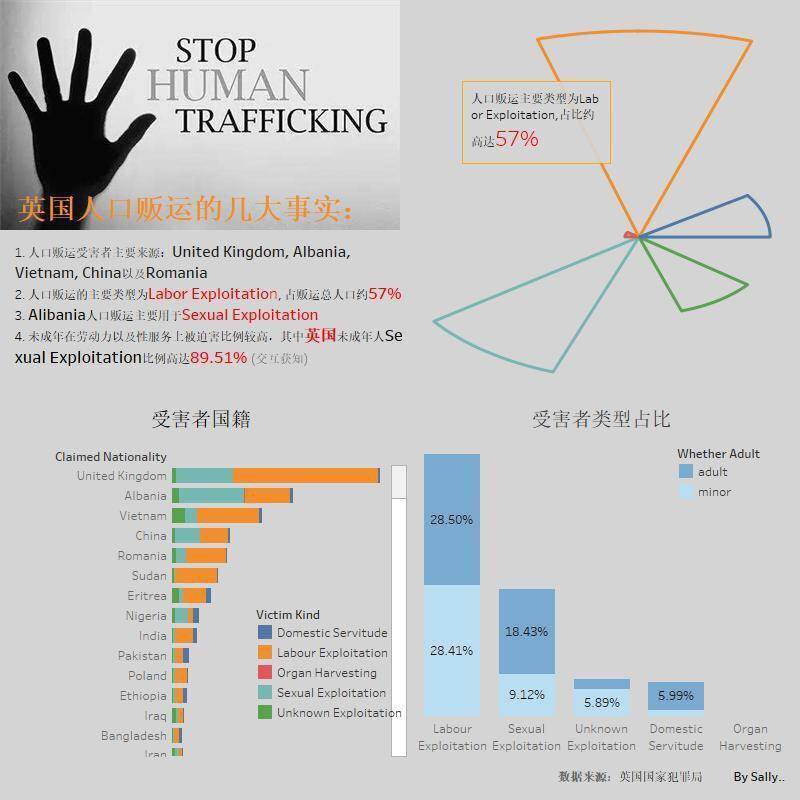 STOP
HUMAN
TRAFFICKING
英国人口贩运的几大事实：
1. 人口贩运受害者主要来源：United Kingdom, Albania,
Vietnam, China以及Romania
2. 人口贩运的主要类型为Labor Exploitation, 占贩运总人口约57%
3. Alibania人口贩运主要用于Sexual Exploitation
4. 未成年在劳动力以及性服务上被迫害比例较高，其中英国未成年人Se
xual Exploitation比例高达89.51% (交互获知)
人口贩运主要类型为Lab
or Exploitation, 占比约
高达57%
受害者国籍
Claimed Nationality
United Kingdom
Albania
Vietnam
China
Romania
Sudan
Eritrea
Nigeria
India
Pakistan
Poland
Ethiopia
Iraq
Bangladesh
Iran
Victim Kind
Domestic Servitude
Labour Exploitation
Organ Harvesting
Sexual Exploitation
Unknown Exploitation
受害者类型占比
Whether Adult
adult
minor
28.50%
28.41%
18.43%
9.12%
5.89%
5.99%
Labour
Exploitation
Sexual
Exploitation
Unknown
Exploitation
Domestic
Servitude
Organ
Harvesting
数据来源：英国国家犯罪局
By Sally..